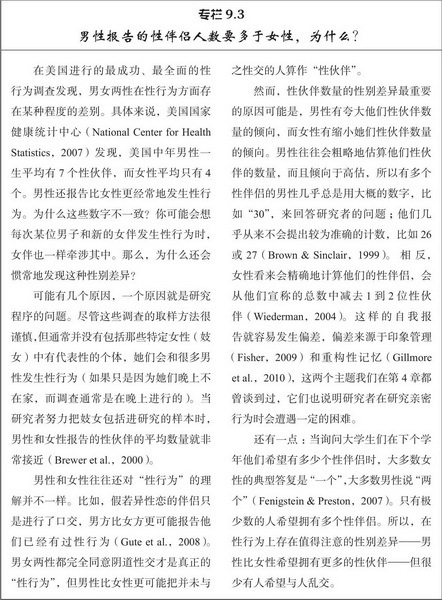 专栏 9.3
男性报告的性伴侣人数要多于女性，为什么？
在美国进行的最成功、最全面的性
行为调查发现，男女两性在性行为方面存
在某种程度的差别。具体来说，美国国家
健康统计中心（National Center for Health
Statistics，2007）发现，美国中年男性一
生平均有 7 个性伙伴，而女性平均只有 4
个。男性还报告比女性更经常地发生性行
为。为什么这些数字不一致？你可能会想
每次某位男子和新的女伴发生性行为时，
女伴也一样牵涉其中。那么，为什么还会
惯常地发现这种性别差异？
可能有几个原因，一个原因就是研究
程序的问题。尽管这些调查的取样方法很
谨慎，但通常并没有包括那些特定女性（妓
女）中有代表性的个体，她们会和很多男
性发生性行为（如果只是因为她们晚上不
在家，而调查通常是在晚上进行的）。当
研究者努力把妓女包括进研究的样本时，
男性和女性报告的性伙伴的平均数量就非
常接近（Brewer et al., 2000）。
男性和女性往往还对“性行为”的理
解并不一样。比如，假若异性恋的伴侣只
是进行了口交，男方比女方更可能报告他
们已经有过性行为（Gute et al., 2008）。
男女两性都完全同意阴道性交才是真正的
“性行为”，但男性比女性更可能把并未与
之性交的人算作“性伙伴”。
然而，性伙伴数量的性别差异最重要
的原因可能是，男性有夸大他们性伙伴数
量的倾向，而女性有缩小她们性伙伴数量
的倾向。男性往往会粗略地估算他们性伙
伴的数量，而且倾向于高估，所以有多个
性伴侣的男性几乎总是用大概的数字，比
如“30”，来回答研究者的问题；他们几
乎从来不会提出较为准确的计数，比如 26
或 27（Brown & Sinclair，1999）。相反，
女性看来会精确地计算他们的性伴侣，会
从他们宣称的总数中减去 1 到 2 位性伙
伴（Wiederman，2004）。这样的自我报
告就容易发生偏差，偏差来源于印象管理
（Fisher，2009）和重构性记忆（Gillmore
et al., 2010），这两个主题我们在第 4 章都
曾谈到过，它们也说明研究者在研究亲密
行为时会遭遇一定的困难。
还有一点：当询问大学生们在下个学
年他们希望有多少个性伴侣时，大多数女
性的典型答复是“一个”，大多数男性说“两
个”（Fenigstein & Preston，2007）。只有极
少数的人希望拥有多个性伴侣。所以，在
性行为上存在值得注意的性别差异——男
性比女性希望拥有更多的性伙伴——但很
少有人希望与人乱交。